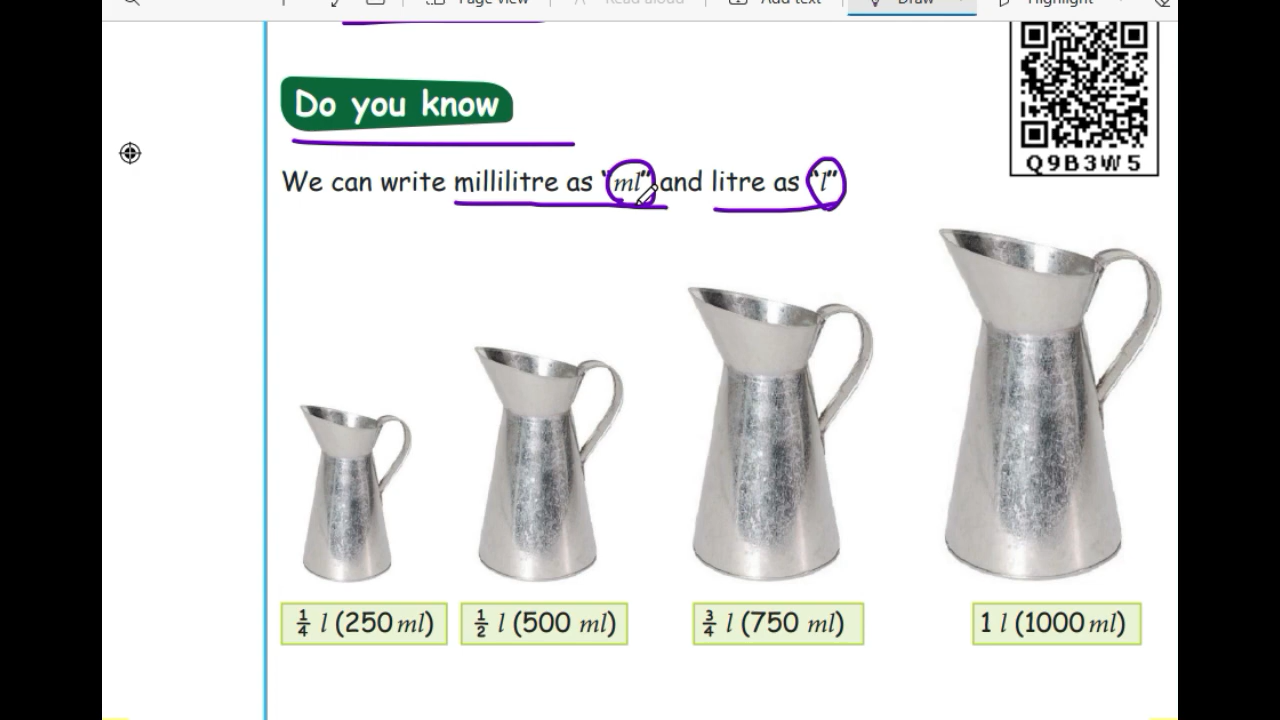 Page view Read aloud Add text Draw Highlight
Do you know
Q9B3W5
We can write millilitre as "ml" and litre as "l"
1/4 l (250 ml) 1/2 l (500 ml) 3/4 l (750 ml) 1 l (1000 ml)